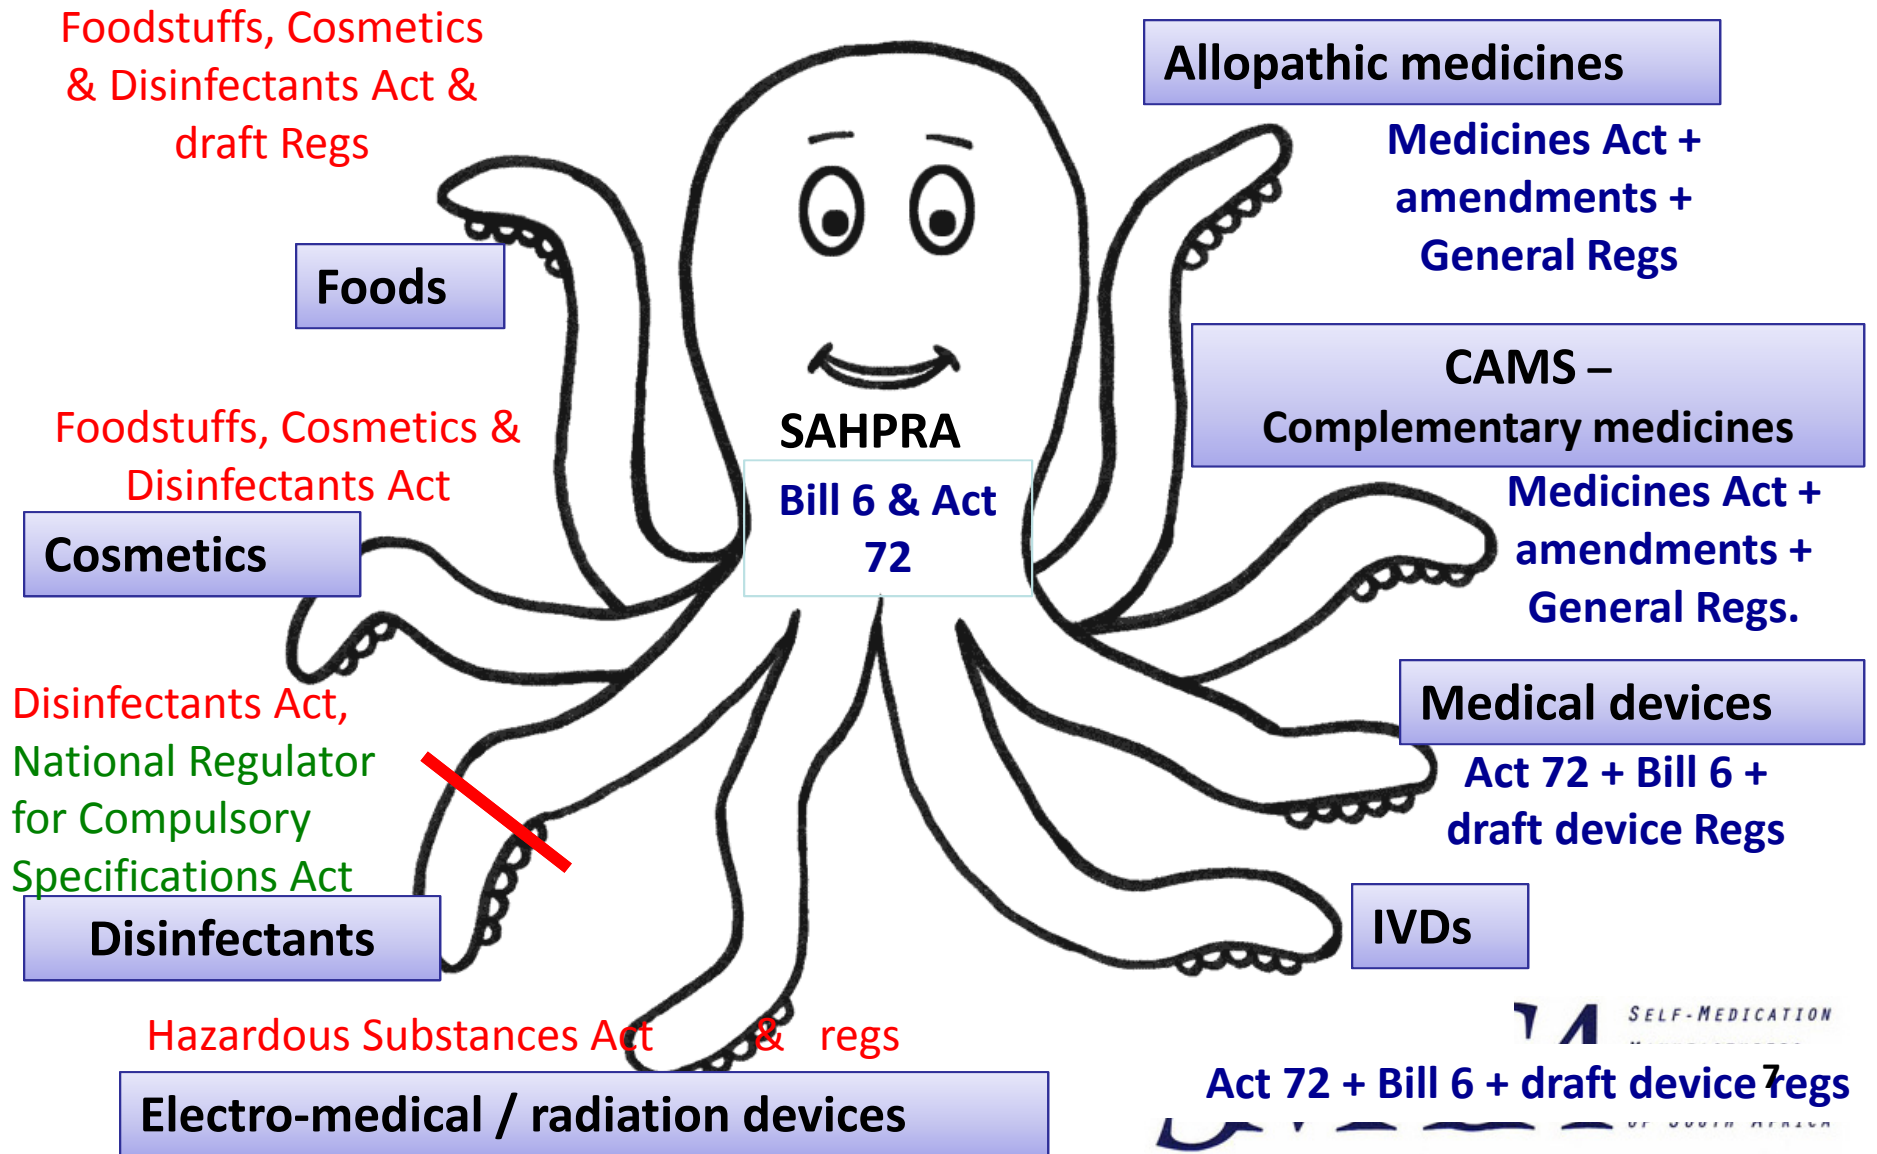 Foodstuffs, Cosmetics
& Disinfectants Act &
draft Regs
Foods
Foodstuffs, Cosmetics &
Disinfectants Act
Cosmetics
Disinfectants Act,
National Regulator
for Compulsory
Specifications Act
Disinfectants
Hazardous Substances Act & regs
Electro-medical / radiation devices
SAHPRA
Bill 6 & Act
72
Allopathic medicines
Medicines Act +
amendments +
General Regs
CAMS –
Complementary medicines
Medicines Act +
amendments +
General Regs.
Medical devices
Act 72 + Bill 6 +
draft device Regs
IVDs
SELF-MEDICATION
Act 72 + Bill 6 + draft device regs
7
OF SOUTH AFRICA